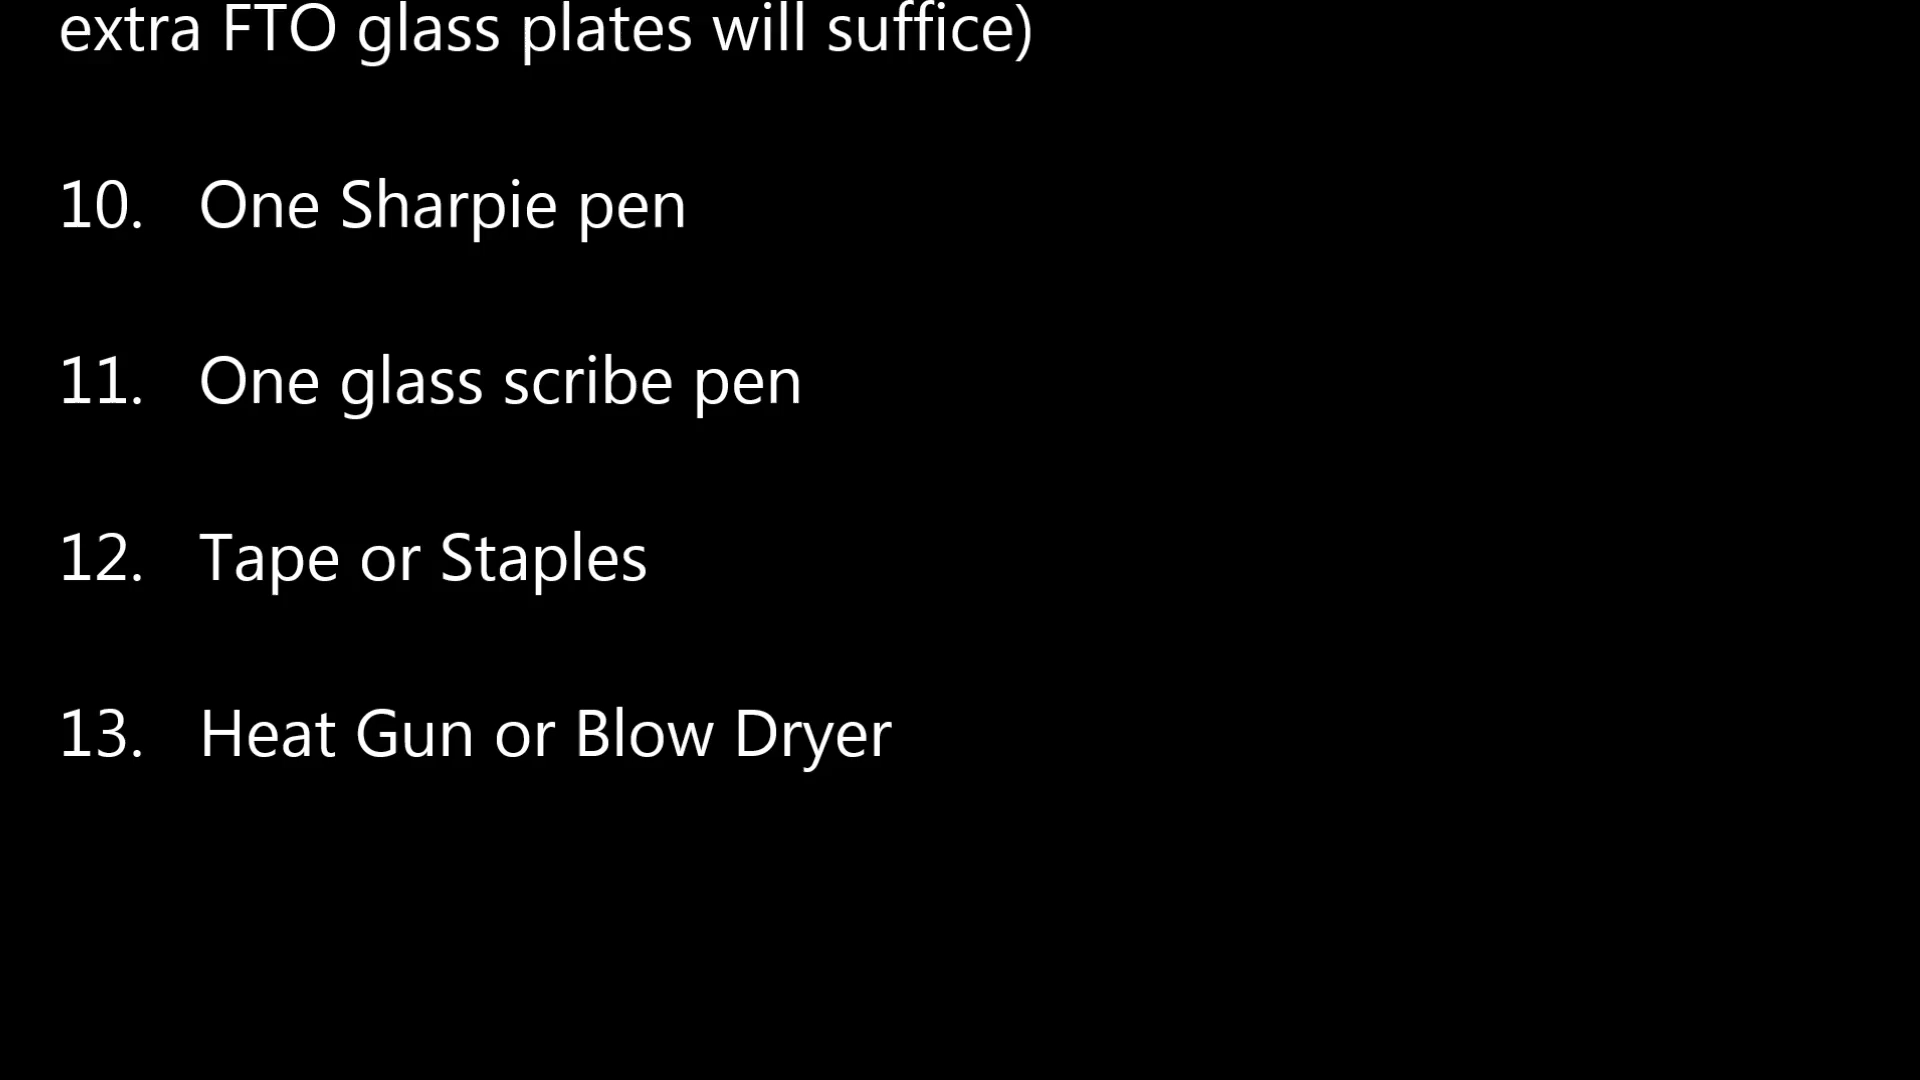 extra FTO glass plates will suffice)
10. One Sharpie pen
11. One glass scribe pen
12. Tape or Staples
13. Heat Gun or Blow Dryer